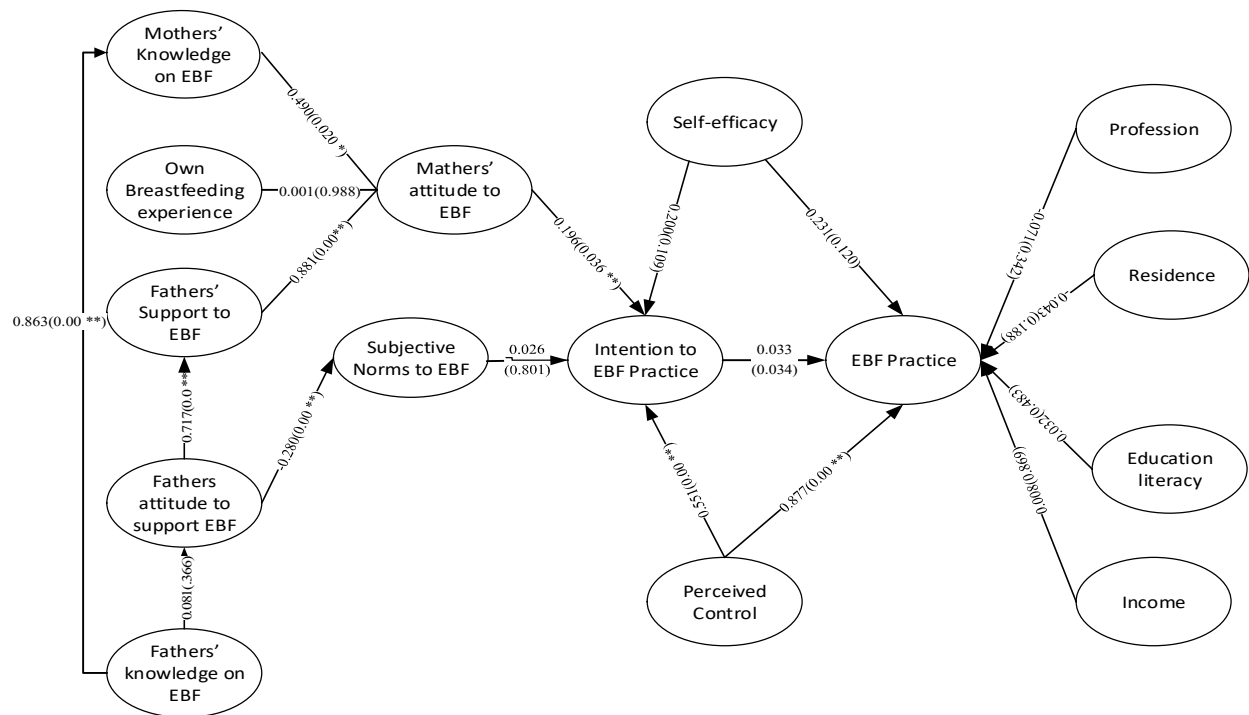 Mothers'
Knowledge
on EBF
0.490(0.020 *)
Own
Breastfeeding
experience
0.001(0.988)
Mathers'
attitude to
EBF
0.881(0.00**)
Fathers'
Support to
EBF
0.863(0.00 **)
0.717(0.0 **
Fathers
attitude to
support EBF
-0.280(0.00 **)
0.081(.366)
Fathers'
knowledge on
EBF
Subjective
Norms to EBF
0.026
(0.801)
0.196(0.036 **)
Self-efficacy
0.200(0.109)
0.231(0.120)
Intention to
EBF Practice
0.033
(0.034)
EBF Practice
0.551(0.00 **)
0.877(0.00 **)
Perceived
Control
Profession
-0.071(0.342)
Residence
-0.043(0.188)
Education
literacy
0.032(0.483)
Income
0.008(0.869)